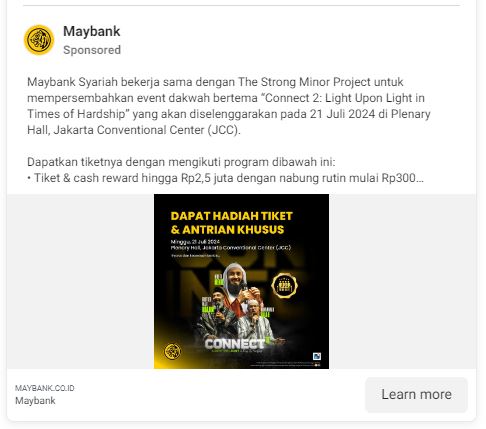 Maybank
Sponsored
Maybank Syariah bekerja sama dengan The Strong Minor Project untuk
mempersembahkan event dakwah bertema “Connect 2: Light Upon Light in
Times of Hardship” yang akan diselenggarakan pada 21 Juli 2024 di Plenary
Hall, Jakarta Conventional Center (JCC).
Dapatkan tiketnya dengan mengikuti program dibawah ini:
• Tiket & cash reward hingga Rp2,5 juta dengan nabung rutin mulai Rp300...
DAPAT HADIAH TIKET
& ANTRIAN KHUSUS
Minggu, 21 Juli 2024
Plenary Hall, Jakarta Conventional Center (JCC)
CONNECT
MAYBANK.CO.ID
Maybank
Learn more